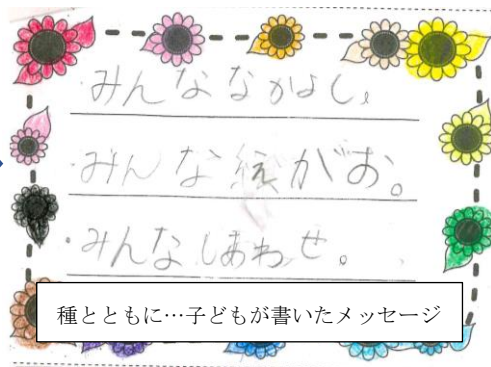 ・みんななかよし。
・みんな絵がお。
・みんなしあわせ。
種とともに…子どもが書いたメッセージ